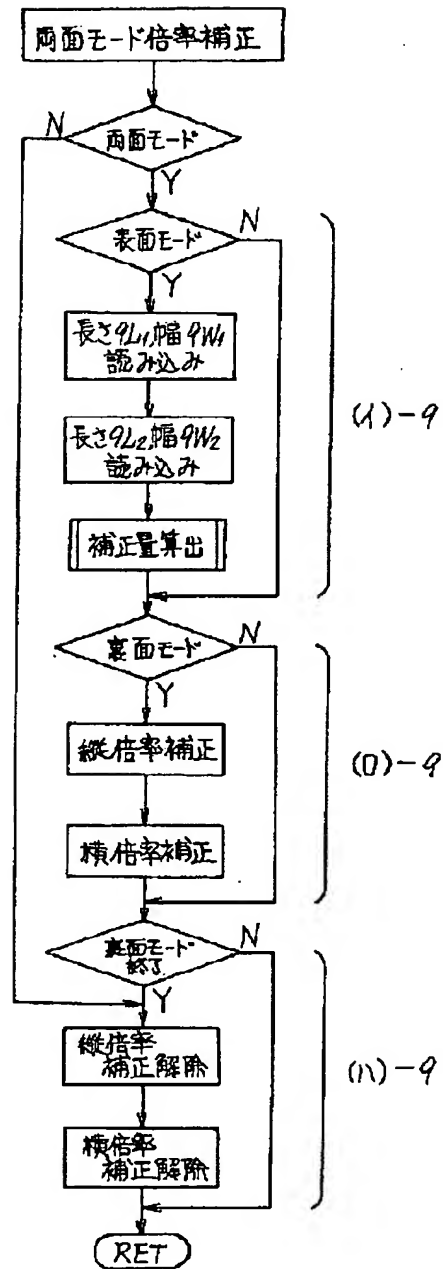 両面モード倍率補正
N
両面モード
Y
N
表面モード
Y
長さ9L1,幅9W1
読み込み
長さ9L2,幅9W2
読み込み
(イ)-9
補正量算出
N
裏面モード
Y
縦倍率補正
(ロ)-9
横倍率補正
N
裏面モード
終了
Y
縦倍率
補正解除
(ハ)-9
横倍率
補正解除
RET